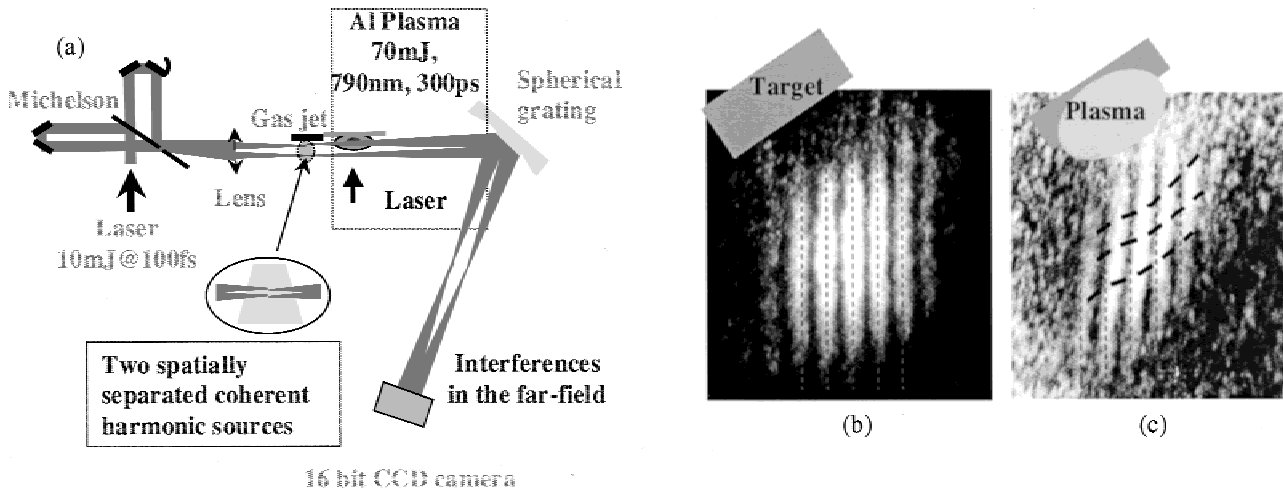 (a)
Michelson
Laser
10mJ@100fs
Lens
Gas jet
Al Plasma
70mJ,
790nm, 300ps
Laser
Spherical
grating
Two spatially
separated coherent
harmonic sources
Interferences
in the far-field
16 bit CCD camera
Target
(b)
Plasma
(c)